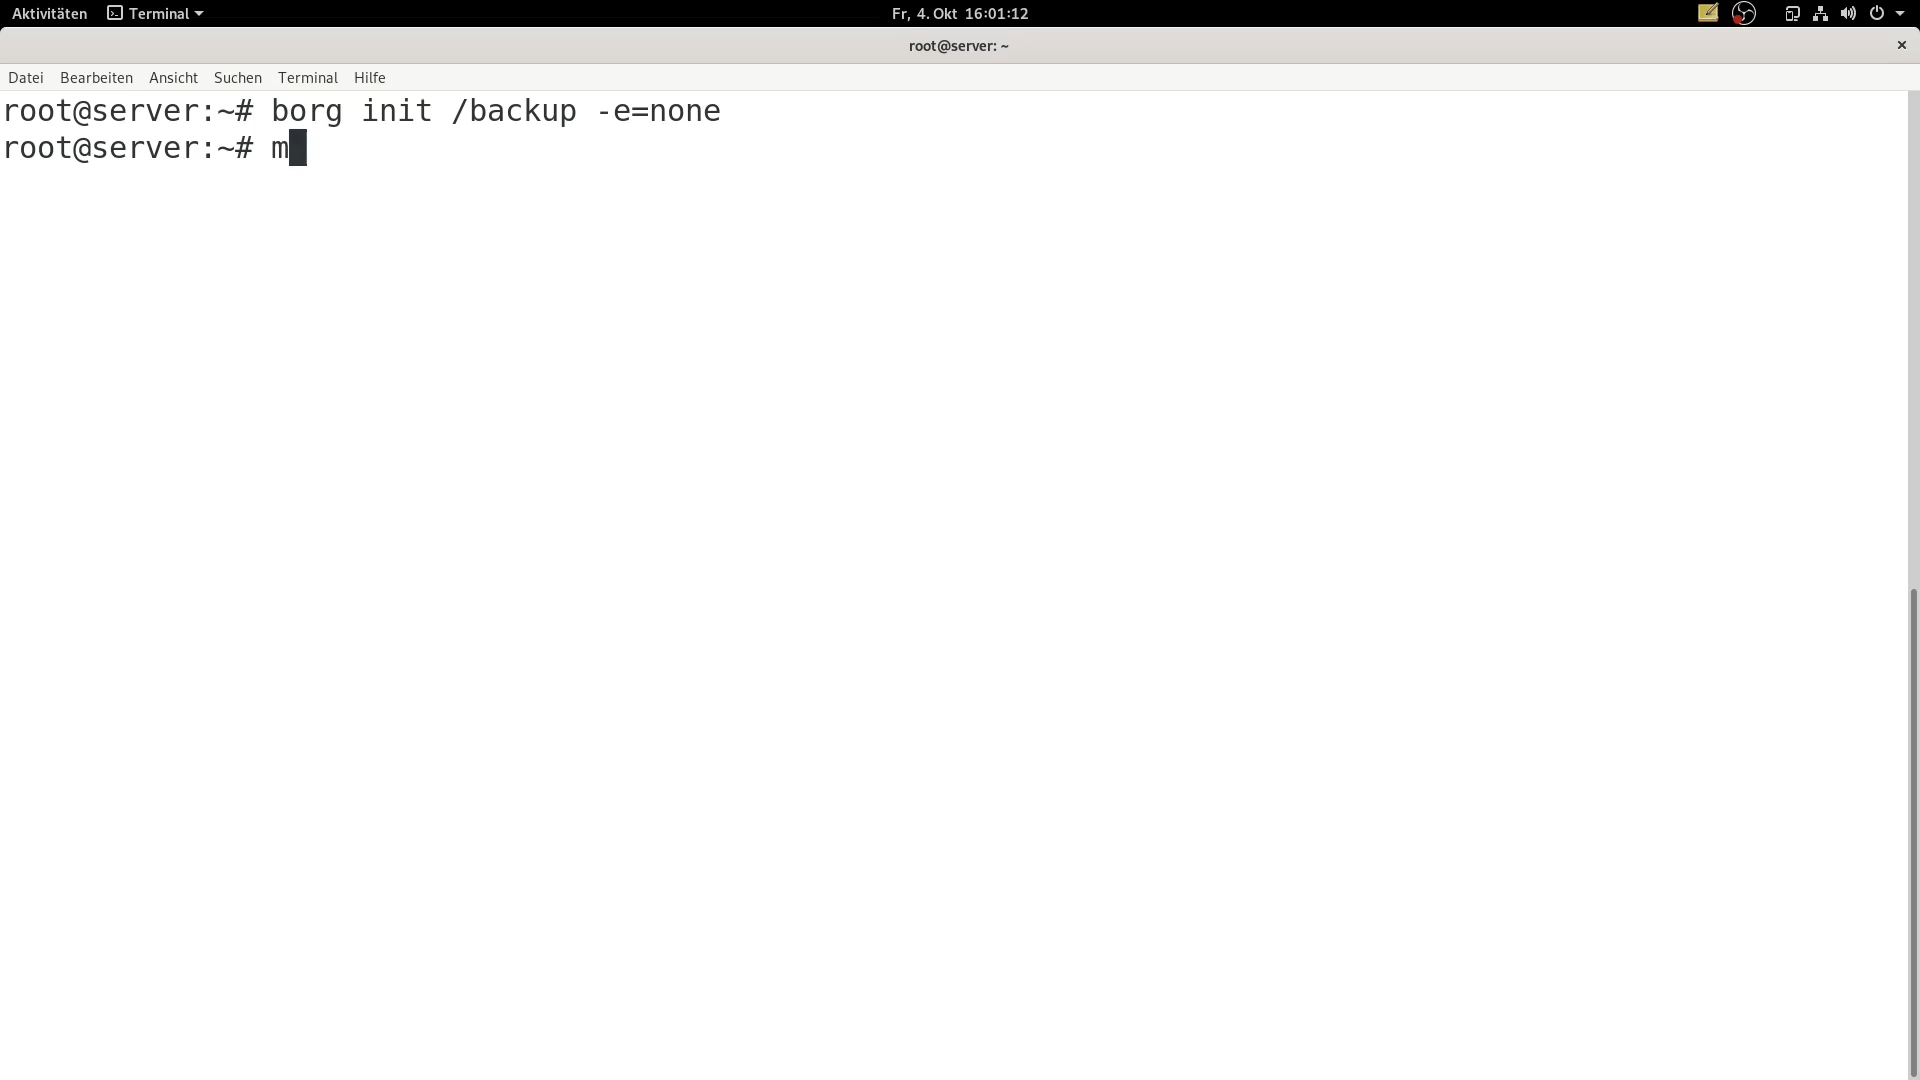 Aktivitäten Terminal Fr, 4. Okt 16:01:12
root@server: ~
Datei Bearbeiten Ansicht Suchen Terminal Hilfe
root@server:~# borg init /backup -e=none
root@server:~# m